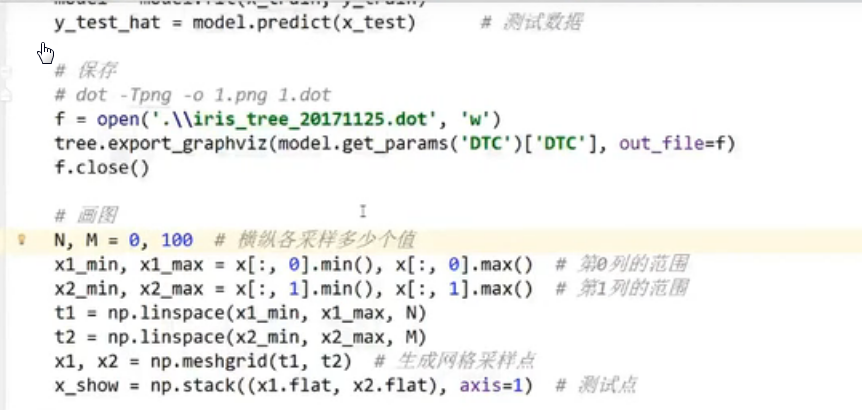 y_test_hat = model.predict(x_test)      # 测试数据
# 保存
# dot -Tpng -o 1.png 1.dot
f = open('.\\iris_tree_20171125.dot', 'w')
tree.export_graphviz(model.get_params('DTC')['DTC'], out_file=f)
f.close()
# 画图
N, M = 0, 100  # 横纵各采样多少个值
x1_min, x1_max = x[:, 0].min(), x[:, 0].max()  # 第0列的范围
x2_min, x2_max = x[:, 1].min(), x[:, 1].max()  # 第1列的范围
t1 = np.linspace(x1_min, x1_max, N)
t2 = np.linspace(x2_min, x2_max, M)
x1, x2 = np.meshgrid(t1, t2)  # 生成网格采样点
x_show = np.stack((x1.flat, x2.flat), axis=1)  # 测试点